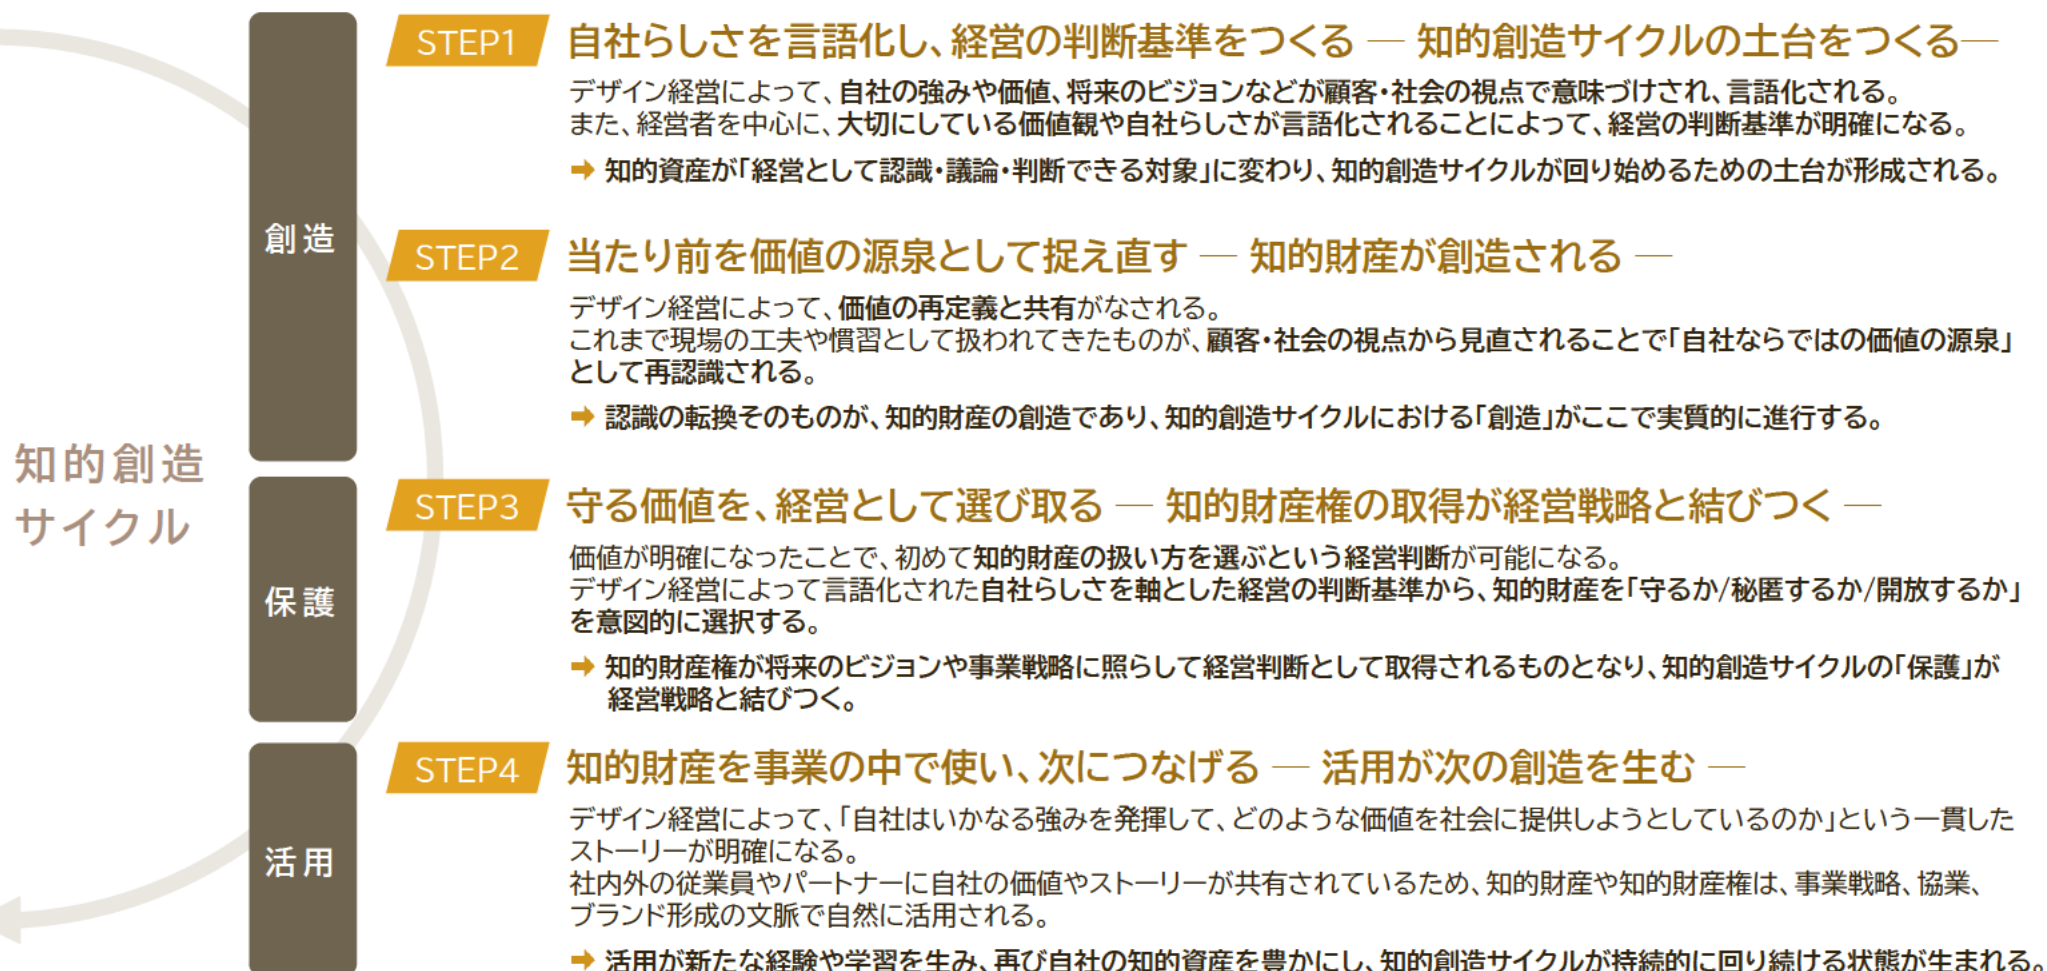 知的創造
サイクル
創造
STEP1
自社らしさを言語化し、経営の判断基準をつくる ― 知的創造サイクルの土台をつくる―
デザイン経営によって、自社の強みや価値、将来のビジョンなどが顧客・社会の視点で意味づけされ、言語化される。
また、経営者を中心に、大切にしている価値観や自社らしさが言語化されることによって、経営の判断基準が明確になる。
➡ 知的資産が「経営として認識・議論・判断できる対象」に変わり、知的創造サイクルが回り始めるための土台が形成される。
STEP2
当たり前を価値の源泉として捉え直す ― 知的財産が創造される ―
デザイン経営によって、価値の再定義と共有がなされる。
これまで現場の工夫や慣習として扱われてきたものが、顧客・社会の視点から見直されることで「自社ならではの価値の源泉」
として再認識される。
➡ 認識の転換そのものが、知的財産の創造であり、知的創造サイクルにおける「創造」がここで実質的に進行する。
保護
STEP3
守る価値を、経営として選び取る ― 知的財産権の取得が経営戦略と結びつく ―
価値が明確になったことで、初めて知的財産の扱い方を選ぶという経営判断が可能になる。
デザイン経営によって言語化された自社らしさを軸とした経営の判断基準から、知的財産を「守るか/秘匿するか/開放するか」
を意図的に選択する。
➡ 知的財産権が将来のビジョンや事業戦略に照らして経営判断として取得されるものとなり、知的創造サイクルの「保護」が
経営戦略と結びつく。
活用
STEP4
知的財産を事業の中で使い、次につなげる ― 活用が次の創造を生む ―
デザイン経営によって、「自社はいかなる強みを発揮して、どのような価値を社会に提供しようとしているのか」という一貫した
ストーリーが明確になる。
社内外の従業員やパートナーに自社の価値やストーリーが共有されているため、知的財産や知的財産権は、事業戦略、協業、
ブランド形成の文脈で自然に活用される。
➡ 活用が新たな経験や学習を生み、再び自社の知的資産を豊かにし、知的創造サイクルが持続的に回り続ける状態が生まれる。